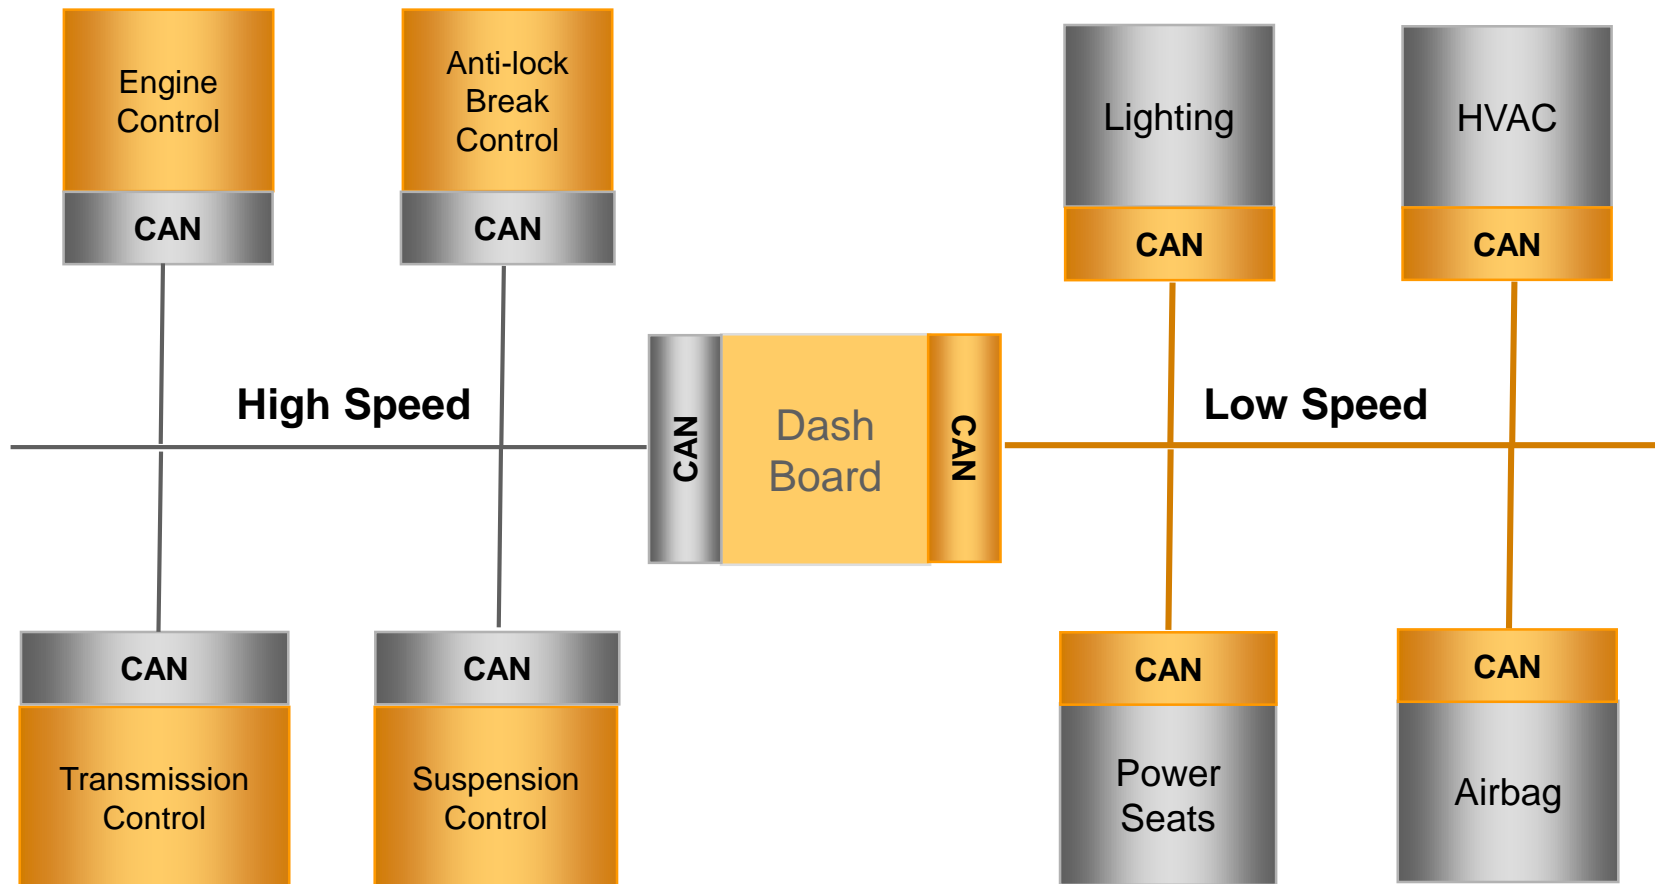 Engine
Control
CAN
Anti-lock
Break
Control
CAN
Lighting
CAN
HVAC
CAN
High Speed
CAN
Dash
Board
CAN
Low Speed
CAN
Transmission
Control
CAN
Suspension
Control
CAN
Power
Seats
CAN
Airbag